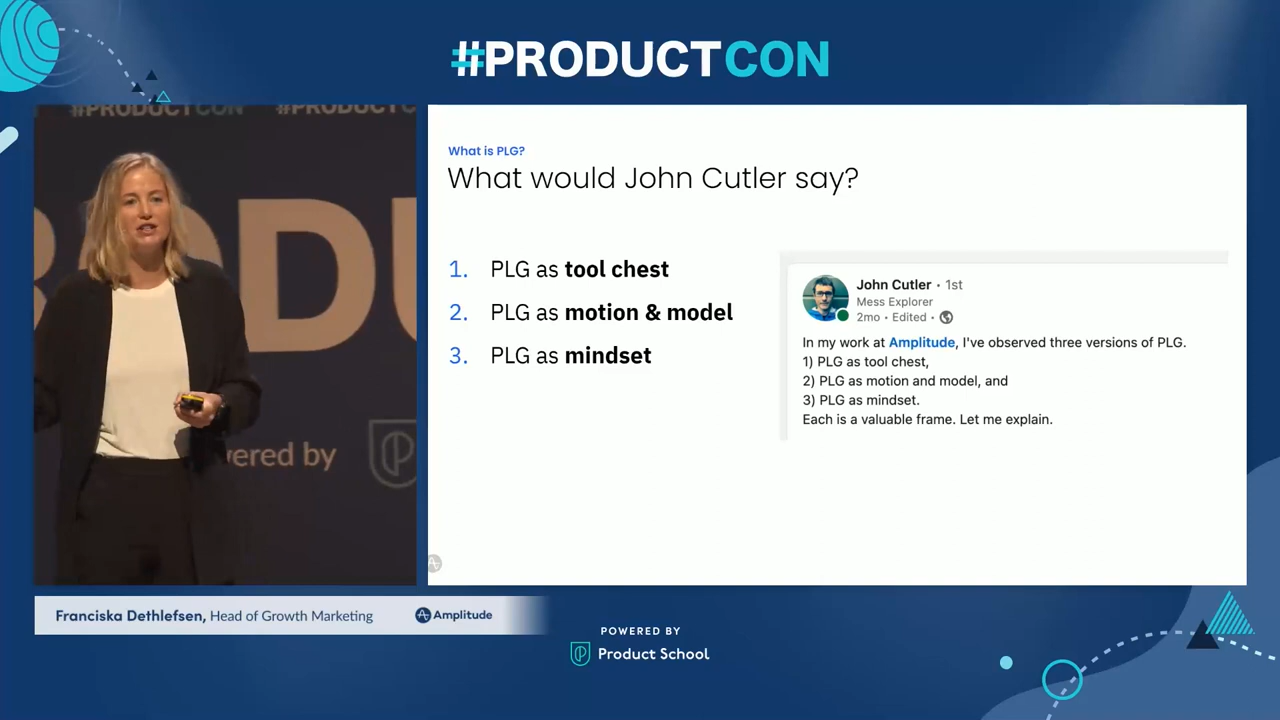 #PRODUCTCON
#PRODUCTCON #PRODUCTC
RODU
wered by
What is PLG?
What would John Cutler say?
1. PLG as tool chest
2. PLG as motion & model
3. PLG as mindset
John Cutler • 1st
Mess Explorer
2mo • Edited •
In my work at Amplitude, I've observed three versions of PLG.
1) PLG as tool chest,
2) PLG as motion and model, and
3) PLG as mindset.
Each is a valuable frame. Let me explain.
Franciska Dethlefsen, Head of Growth Marketing
Amplitude
POWERED BY
Product School